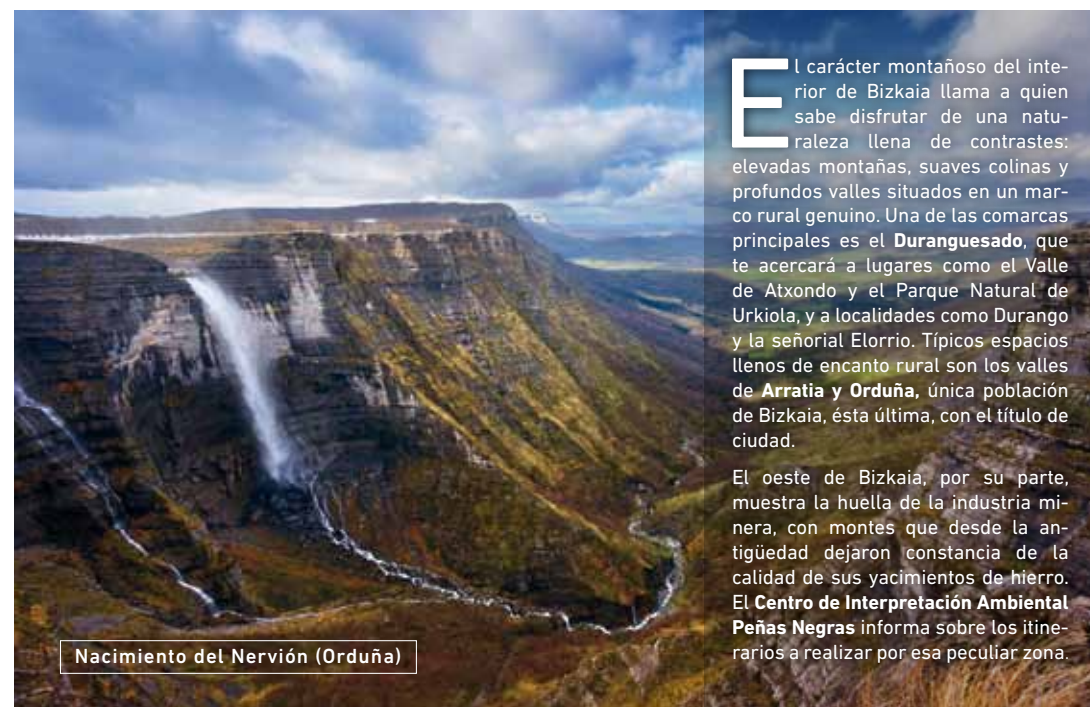 El carácter montañoso del inte-
rior de Bizkaia llama a quien
sabe disfrutar de una natu-
raleza llena de contrastes:
elevadas montañas, suaves colinas y
profundos valles situados en un mar-
co rural genuino. Una de las comarcas
principales es el Duranguesado, que
te acercará a lugares como el Valle
de Atxondo y el Parque Natural de
Urkiola, y a localidades como Durango
y la señorial Elorrio. Típicos espacios
llenos de encanto rural son los valles
de Arratia y Orduña, única población
de Bizkaia, ésta última, con el título de
ciudad.
El oeste de Bizkaia, por su parte,
muestra la huella de la industria mi-
nera, con montes que desde la an-
tigüedad dejaron constancia de la
calidad de sus yacimientos de hierro.
El Centro de Interpretación Ambiental
Peñas Negras informa sobre los itine-
rarios a realizar por esa peculiar zona.
Nacimiento del Nervión (Orduña)